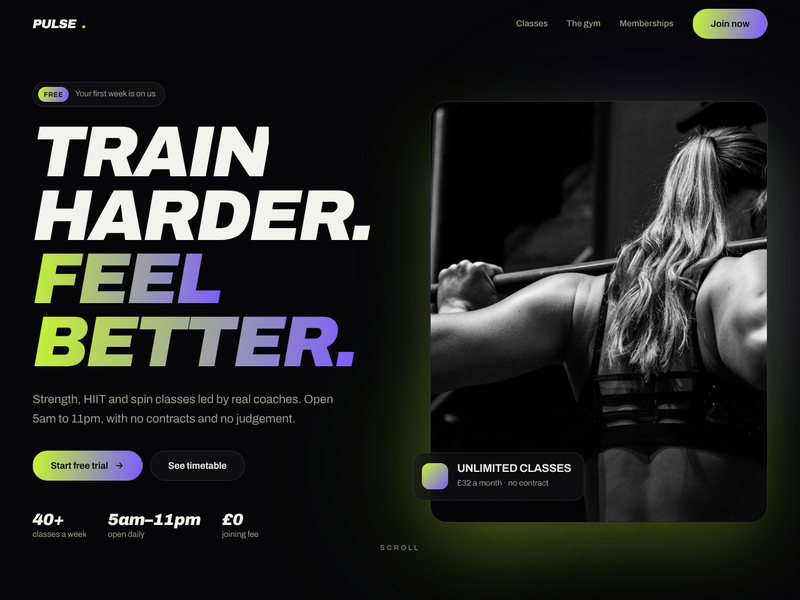 PULSE .
Classes
The gym
Memberships
Join now
FREE Your first week is on us
TRAIN
HARDER.
FEEL
BETTER.
Strength, HIIT and spin classes led by real coaches. Open
5am to 11pm, with no contracts and no judgement.
Start free trial →
See timetable
40+
classes a week
5am–11pm
open daily
£0
joining fee
UNLIMITED CLASSES
£32 a month · no contract
SCROLL